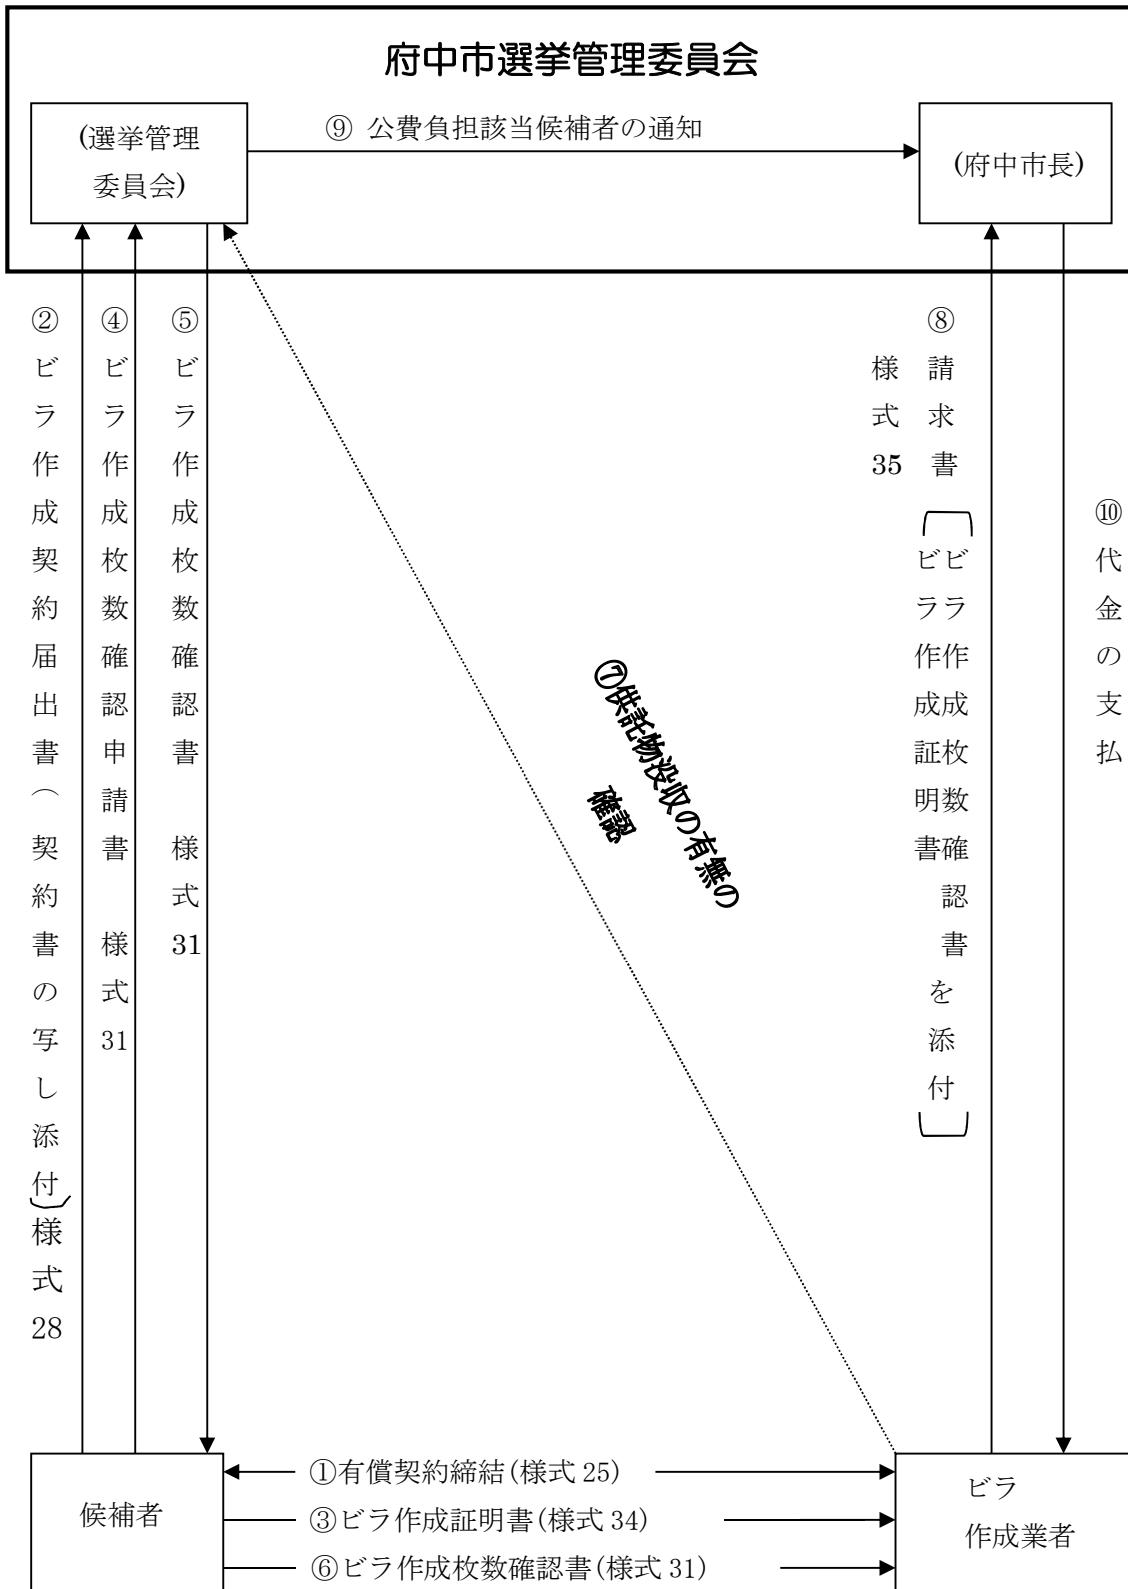 府中市選挙管理委員会
(選挙管理
委員会)
⑨ 公費負担該当候補者の通知
(府中市長)
②ビラ作成契約届出書(契約書の写し添付)様式28
④ビラ作成枚数確認申請書 様式31
⑤ビラ作成枚数確認書 様式31
⑦供託物没収の有無の
確認
⑧請求書
様式35
ビラ作成枚数確認書を添付
ビラ作成証明書
⑩代金の支払
候補者
①有償契約締結(様式 25)
③ビラ作成証明書(様式 34)
⑥ビラ作成枚数確認書(様式 31)
ビラ
作成業者